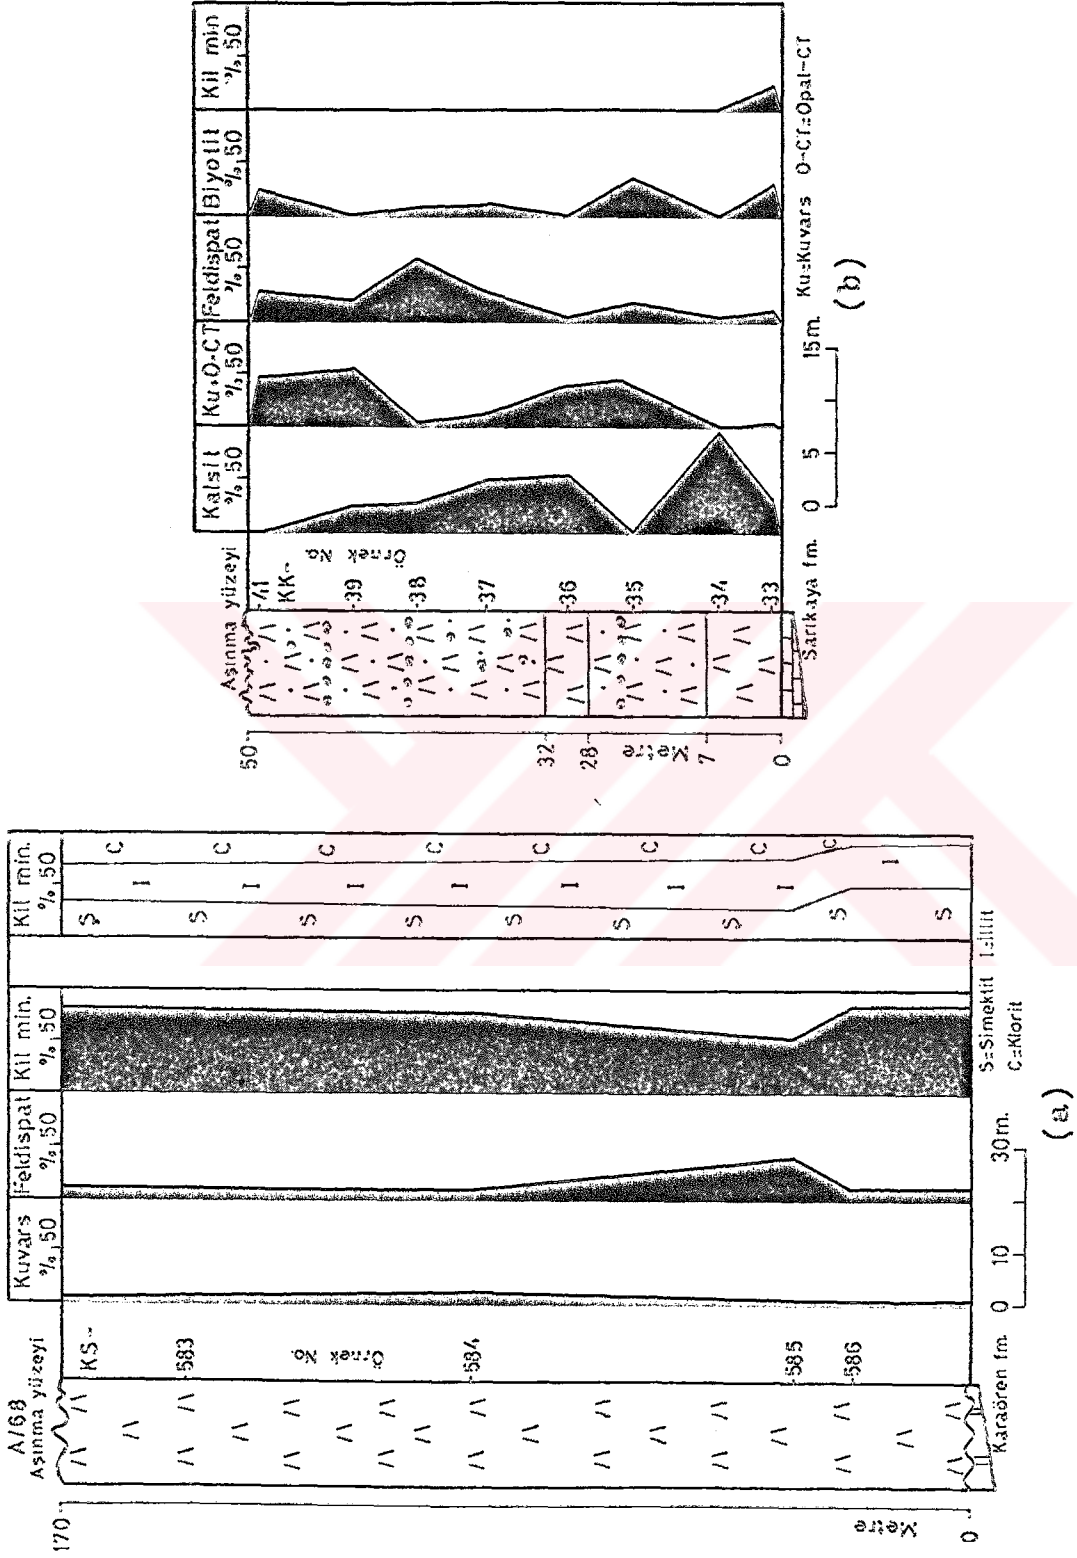 A/68
Aşınma yüzeyi
Kuvars
% 50
Feldispat
% 50
Kil min.
% 50
Kil min.
% 50
170
Metre
0
KS-
Örnek No.
-583
-584
-585
-586
S
S
S
S
S
S
S
S
S
I
I
I
I
I
I
I
I
C
C
C
C
C
C
C
C
Karaören fm.
0 10 30 m.
S=Simektit I=İllit
C=Klorit
(a)
Aşınma yüzeyi
Kalsit
% 50
Ku+O-CT
% 50
Feldispat
% 50
Biyotit
% 50
Kil min
% 50
50
32
28
Metre
7
0
-41
KK-
Örnek No.
-39
-38
-37
-36
-35
-34
-33
Sarıkaya fm.
0 5 15 m.
Ku=Kuvars O-CT=Opal-CT
(b)